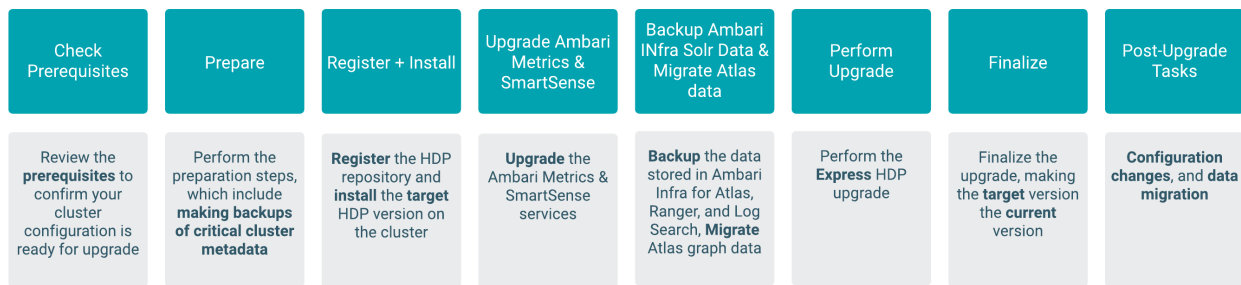 Check
Prerequisites
Prepare
Register + Install
Upgrade Ambari
Metrics &
SmartSense
Backup Ambari
INfra Solr Data &
Migrate Atlas
data
Perform
Upgrade
Finalize
Post-Upgrade
Tasks
Review the
prerequisites to
confirm your
cluster
configuration is
ready for upgrade
Perform the
preparation steps,
which include
making backups
of critical cluster
metadata
Register the HDP
repository and
install the target
HDP version on
the cluster
Upgrade the
Ambari Metrics &
SmartSense
services
Backup the data
stored in Ambari
Infra for Atlas,
Ranger, and Log
Search, Migrate
Atlas graph data
Perform the
Express HDP
upgrade
Finalize the
upgrade, making
the target version
the current
version
Configuration
changes, and data
migration